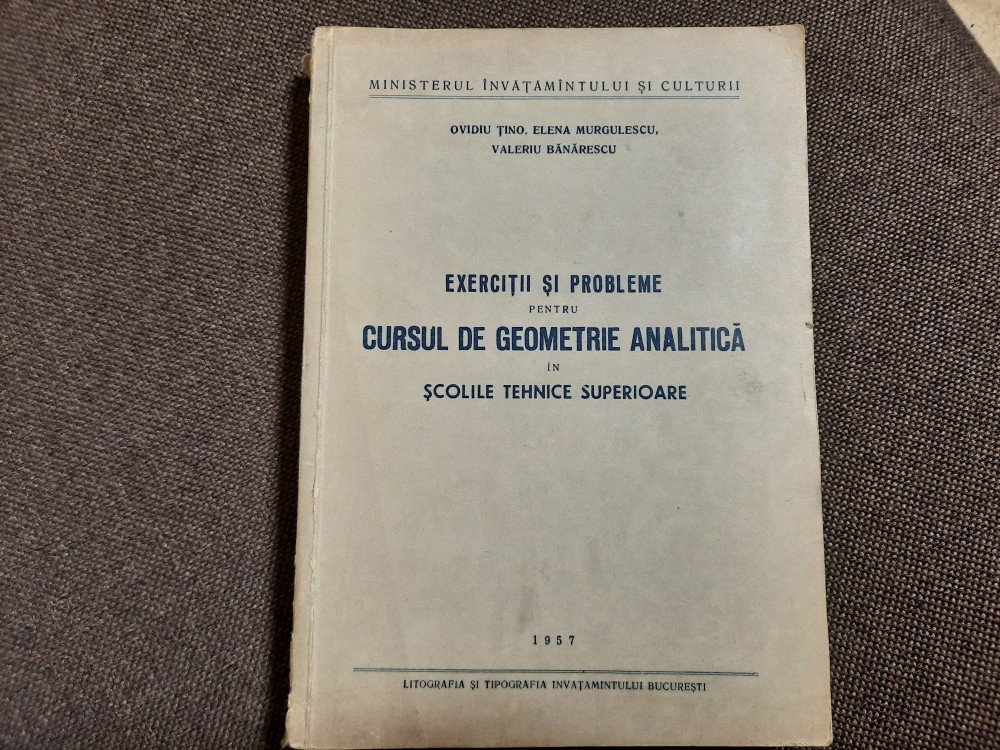 MINISTERUL ÎNVAȚAMÎNTULUI ȘI CULTURII
OVIDIU ȚINO, ELENA MURGULESCU,
VALERIU BĂNĂRESCU
EXERCIȚII ȘI PROBLEME
PENTRU
CURSUL DE GEOMETRIE ANALITICĂ
ÎN
ȘCOLILE TEHNICE SUPERIOARE
1957
LITOGRAFIA ȘI TIPOGRAFIA INVAȚAMINTULUI BUCUREȘTI